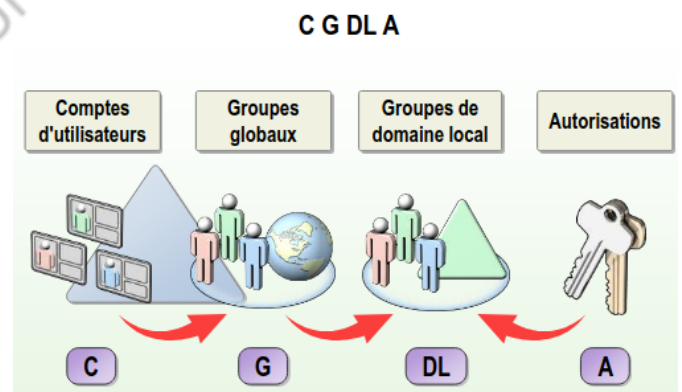 C G DL A
Comptes
d'utilisateurs
Groupes
globaux
Groupes de
domaine local
Autorisations
C
G
DL
A